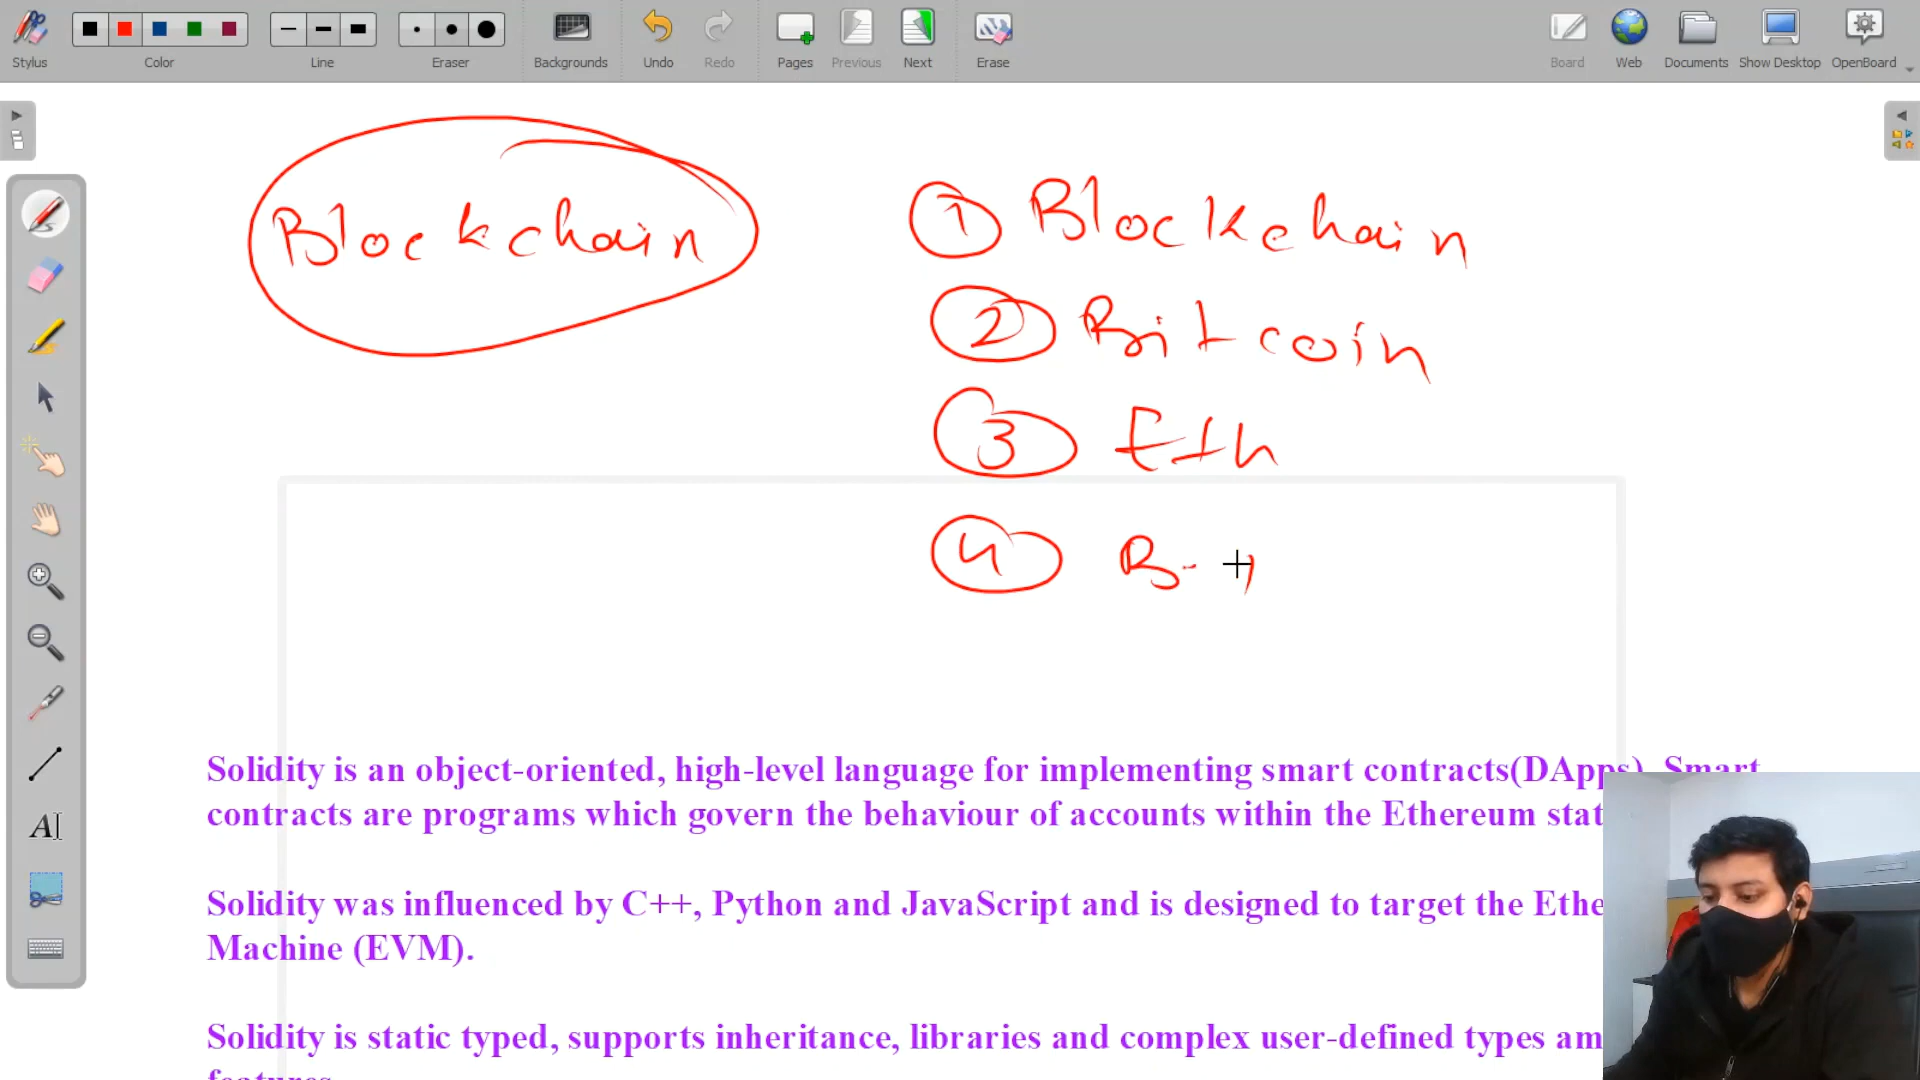 Stylus Color Line Eraser Backgrounds Undo Redo Pages Previous Next Erase Board Web Documents Show Desktop OpenBoard
Blockchain
1 Blockchain
2 Bitcoin
3 Eth
4 B-
Solidity is an object-oriented, high-level language for implementing smart contracts(DApps). Smart
contracts are programs which govern the behaviour of accounts within the Ethereum stat
Solidity was influenced by C++, Python and JavaScript and is designed to target the Ethe
Machine (EVM).
Solidity is static typed, supports inheritance, libraries and complex user-defined types am
features